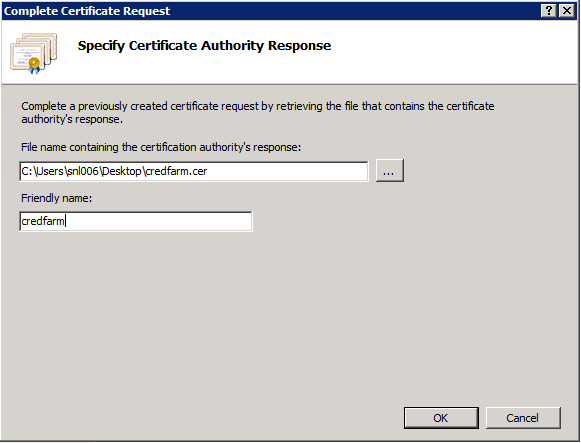 Complete Certificate Request
Specify Certificate Authority Response
Complete a previously created certificate request by retrieving the file that contains the certificate
authority's response.
File name containing the certification authority's response:
C:\Users\snl006\Desktop\credfarm.cer
...
Friendly name:
credfarm
OK
Cancel